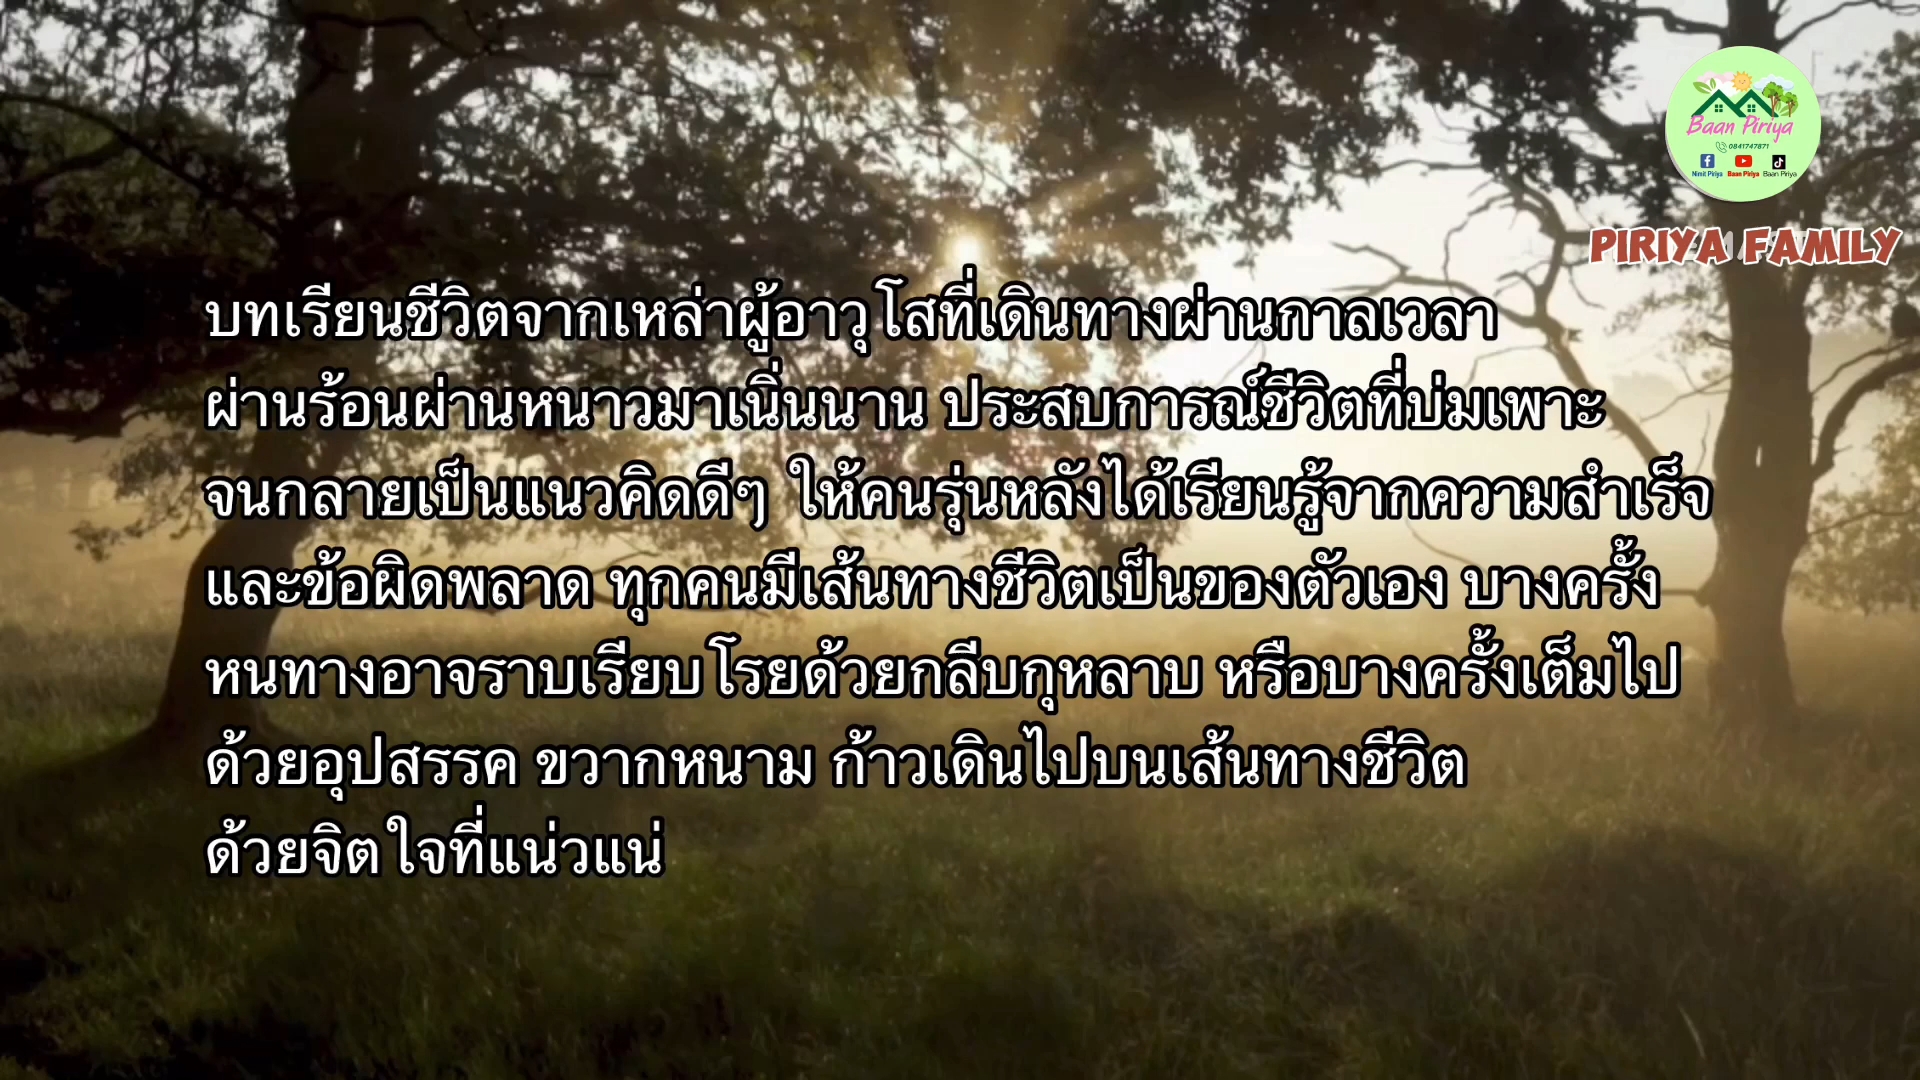 Baan Piriya
0841747871
Nimit Piriya Baan Piriya Baan Piriya
PIRIYA FAMILY
บทเรียนชีวิตจากเหล่าผู้อาวุโสที่เดินทางผ่านกาลเวลา
ผ่านร้อนผ่านหนาวมาเนิ่นนาน ประสบการณ์ชีวิตที่บ่มเพาะ
จนกลายเป็นแนวคิดดีๆ ให้คนรุ่นหลังได้เรียนรู้จากความสำเร็จ
และข้อผิดพลาด ทุกคนมีเส้นทางชีวิตเป็นของตัวเอง บางครั้ง
หนทางอาจราบเรียบโรยด้วยกลีบกุหลาบ หรือบางครั้งเต็มไป
ด้วยอุปสรรค ขวากหนาม ก้าวเดินไปบนเส้นทางชีวิต
ด้วยจิตใจที่แน่วแน่